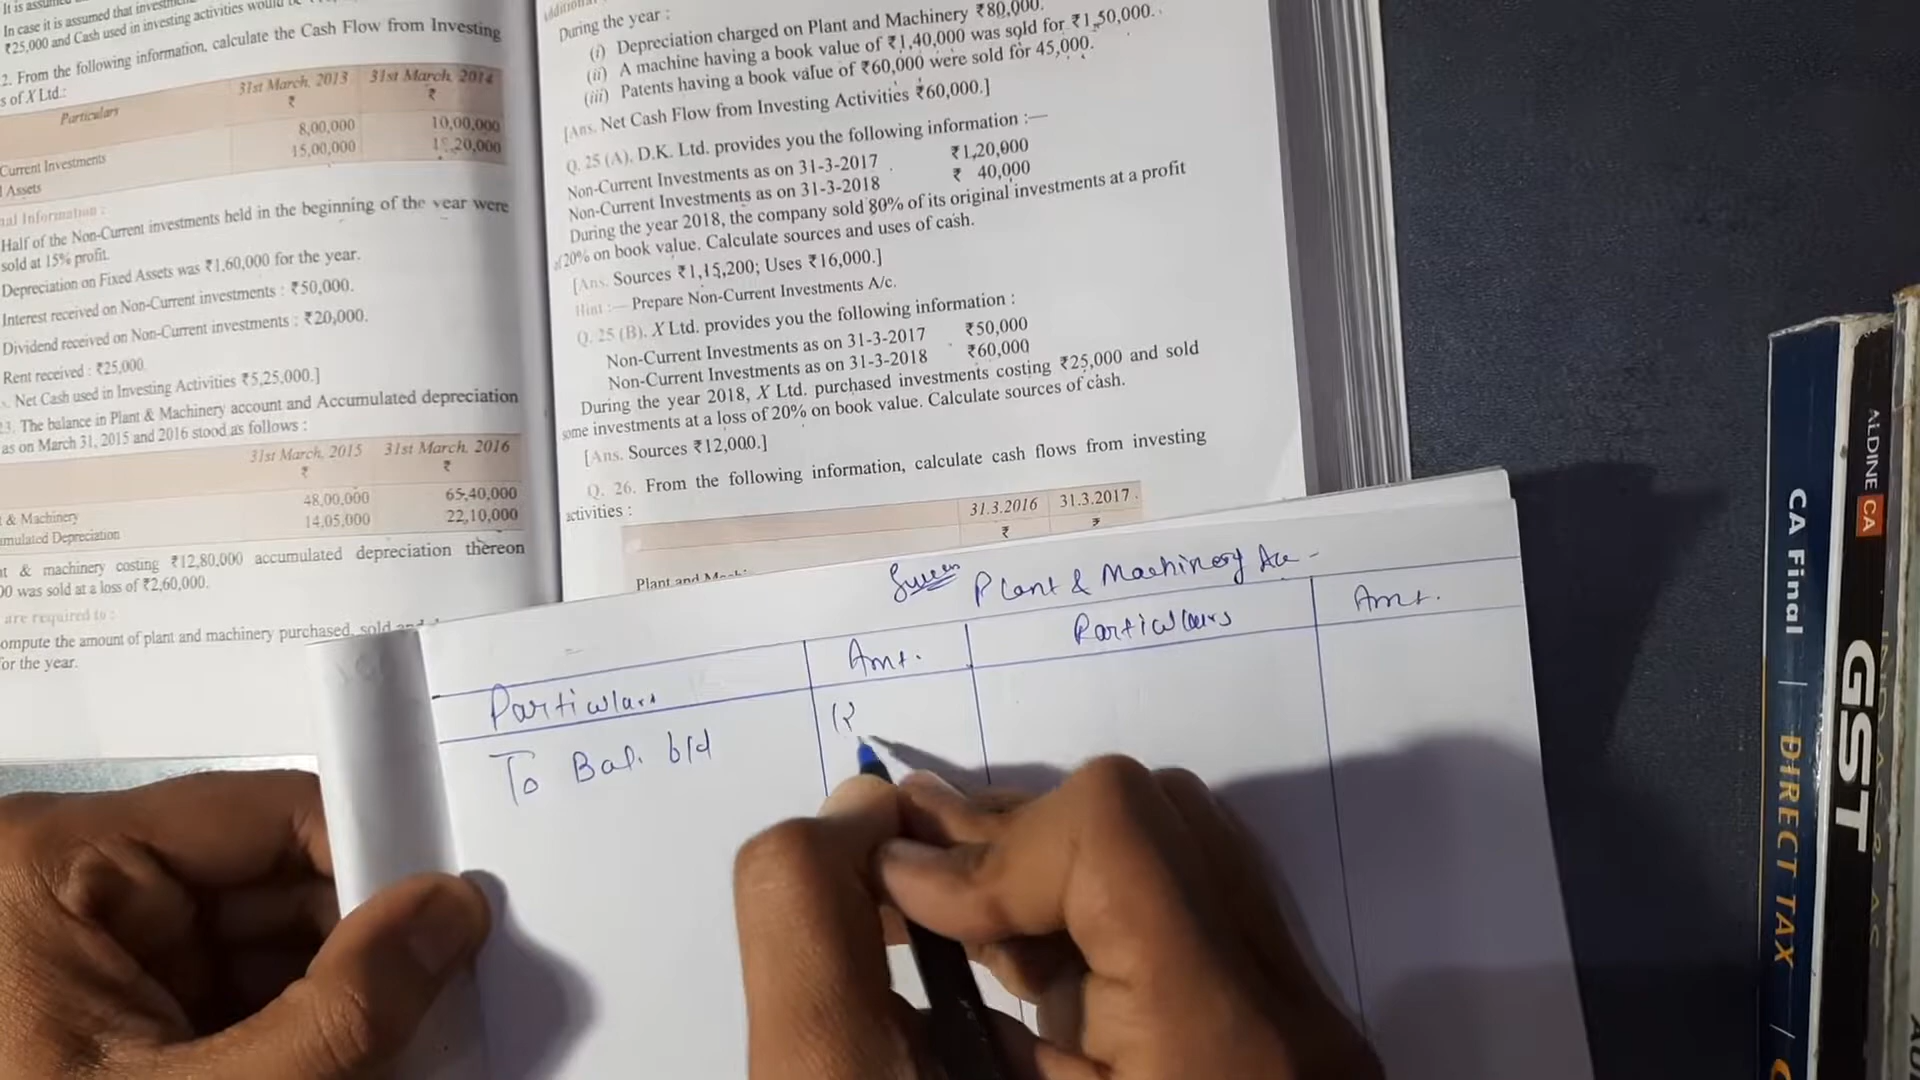 It is assumed
In case it is assumed that
₹25,000 and Cash used in investing activities would
2. From the following information, calculate the Cash Flow from Investing
s of X Ltd.:
Particulars 31st March, 2013 31st March, 2014
₹ ₹
Current Investments 8,00,000 10,00,000
Assets 15,00,000 20,000
nal Information :
Half of the Non-Current investments held in the beginning of the year were
sold at 15% profit.
Depreciation on Fixed Assets was ₹1,60,000 for the year.
Interest received on Non-Current investments : ₹50,000.
Dividend received on Non-Current investments : ₹20,000.
Rent received : ₹25,000.
Net Cash used in Investing Activities ₹5,25,000.]
3. The balance in Plant & Machinery account and Accumulated depreciation
as on March 31, 2015 and 2016 stood as follows :
31st March, 2015 31st March, 2016
₹ ₹
t & Machinery 48,00,000 65,40,000
mulated Depreciation 14,05,000 22,10,000
t & machinery costing ₹12,80,000 accumulated depreciation thereon
00 was sold at a loss of ₹2,60,000.
are required to :
ompute the amount of plant and machinery purchased, sold and
for the year.
During the year :
(i) Depreciation charged on Plant and Machinery ₹80,000.
(ii) A machine having a book value of ₹1,40,000 was sold for ₹1,50,000.
(iii) Patents having a book value of ₹60,000 were sold for 45,000.
[Ans. Net Cash Flow from Investing Activities ₹60,000.]
Q. 25 (A). D.K. Ltd. provides you the following information :—
Non-Current Investments as on 31-3-2017 ₹1,20,000
Non-Current Investments as on 31-3-2018 ₹ 40,000
During the year 2018, the company sold 80% of its original investments at a profit
of 20% on book value. Calculate sources and uses of cash.
[Ans. Sources ₹1,15,200; Uses ₹16,000.]
Hint :— Prepare Non-Current Investments A/c.
Q. 25 (B). X Ltd. provides you the following information :
Non-Current Investments as on 31-3-2017 ₹50,000
Non-Current Investments as on 31-3-2018 ₹60,000
During the year 2018, X Ltd. purchased investments costing ₹25,000 and sold
some investments at a loss of 20% on book value. Calculate sources of cash.
[Ans. Sources ₹12,000.]
Q. 26. From the following information, calculate cash flows from investing
activities :
31.3.2016 31.3.2017
₹ ₹
Plant and
Plant & Machinery Acc -
Particulars Amt. Particulars Amt.
To Bal. b/d
CA Final | DIRECT TAX |
ALDINE CA
GST